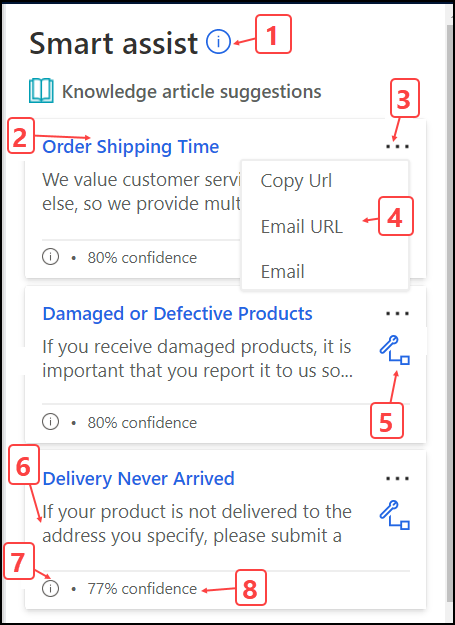 Smart assist 1
Knowledge article suggestions
3
2
Order Shipping Time
We value customer servi
else, so we provide mult
Copy Url
Email URL
4
Email
80% confidence
Damaged or Defective Products
If you receive damaged products, it is
important that you report it to us so...
5
80% confidence
6
Delivery Never Arrived
If your product is not delivered to the
address you specify, please submit a
7
77% confidence
8